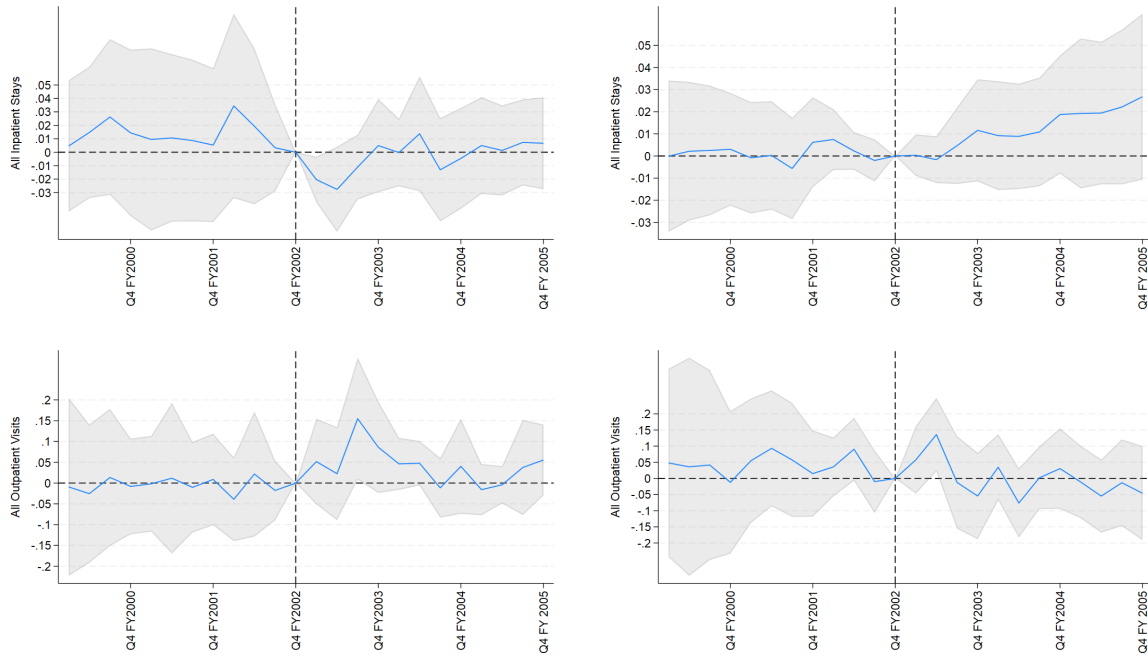 All Inpatient Stays
.05
.04
.03
.02
.01
0
-.01
-.02
-.03
Q4 FY2000
Q4 FY2001
Q4 FY2002
Q4 FY2003
Q4 FY2004
Q4 FY 2005
All Inpatient Stays
.05
.04
.03
.02
.01
0
-.01
-.02
-.03
Q4 FY2000
Q4 FY2001
Q4 FY2002
Q4 FY2003
Q4 FY2004
Q4 FY 2005
All Outpatient Visits
.2
.15
.1
.05
0
-.05
-.1
-.15
-.2
Q4 FY2000
Q4 FY2001
Q4 FY2002
Q4 FY2003
Q4 FY2004
Q4 FY 2005
All Outpatient Visits
.2
.15
.1
.05
0
-.05
-.1
-.15
-.2
Q4 FY2000
Q4 FY2001
Q4 FY2002
Q4 FY2003
Q4 FY2004
Q4 FY 2005